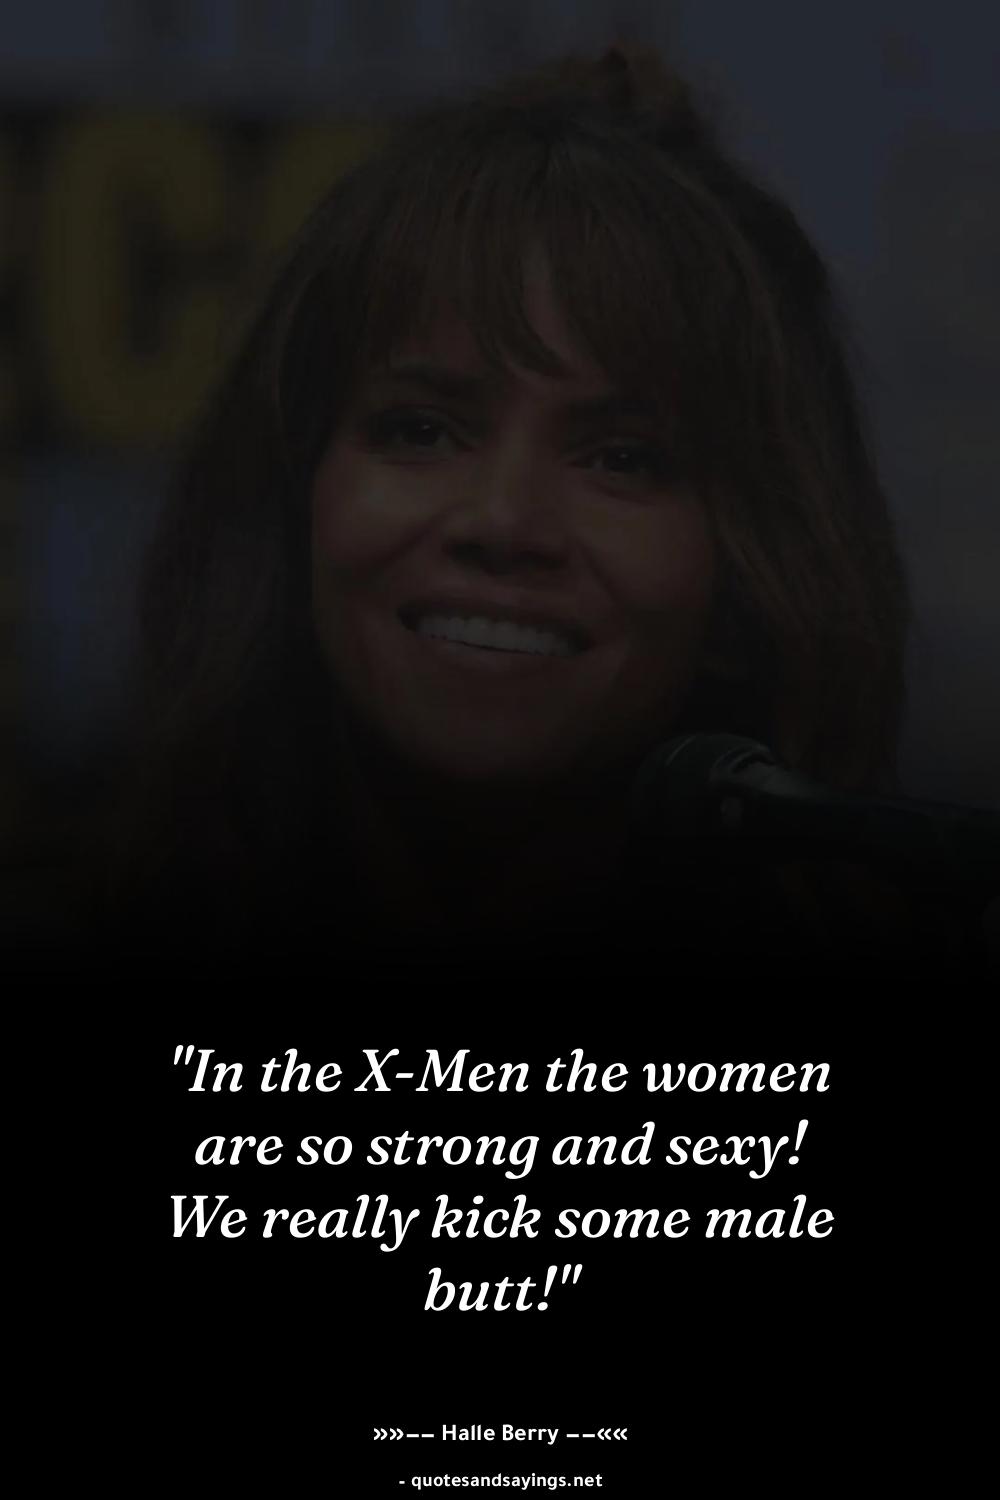 "In the X-Men the women
are so strong and sexy!
We really kick some male
butt!"
»»–– Halle Berry ––««
- quotesandsayings.net